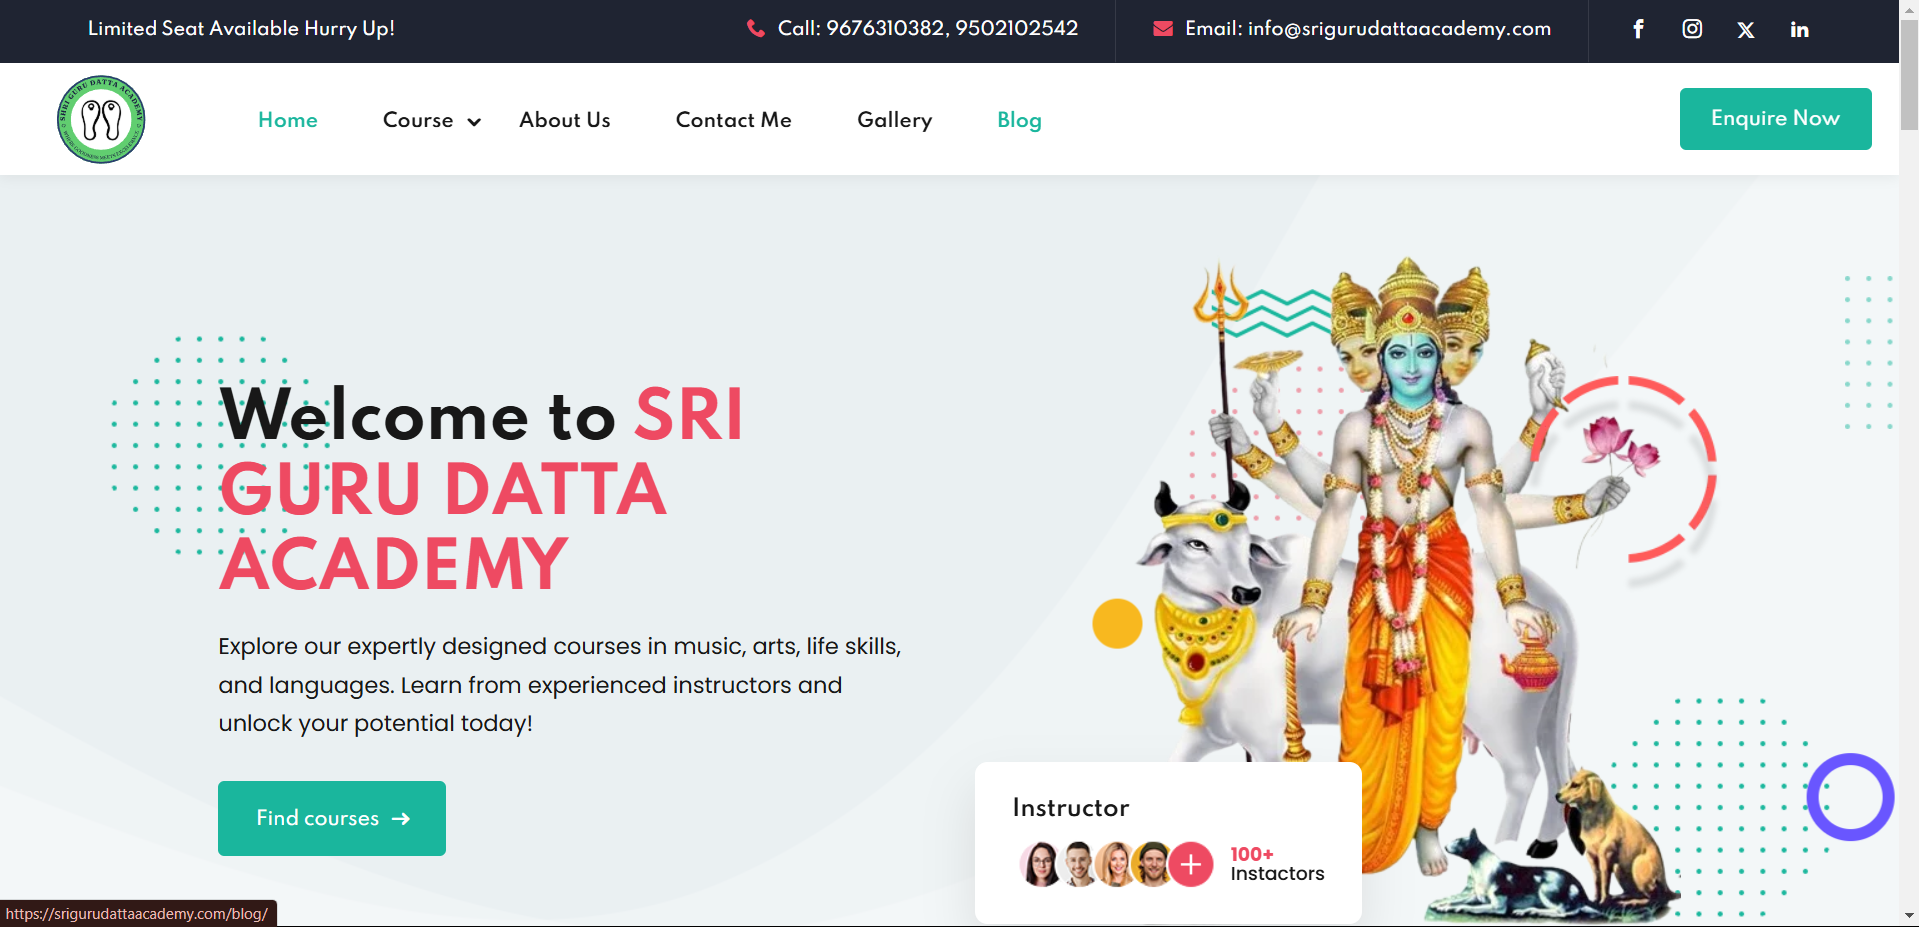 Limited Seat Available Hurry Up!
Call: 9676310382, 9502102542
Email: info@srigurudattaacademy.com
SHRI GURU DATTA ACADEMY
Home
Course
About Us
Contact Me
Gallery
Blog
Enquire Now
Welcome to SRI
GURU DATTA
ACADEMY
Explore our expertly designed courses in music, arts, life skills,
and languages. Learn from experienced instructors and
unlock your potential today!
Find courses
Instructor
100+
Instactors
https://srigurudattaacademy.com/blog/